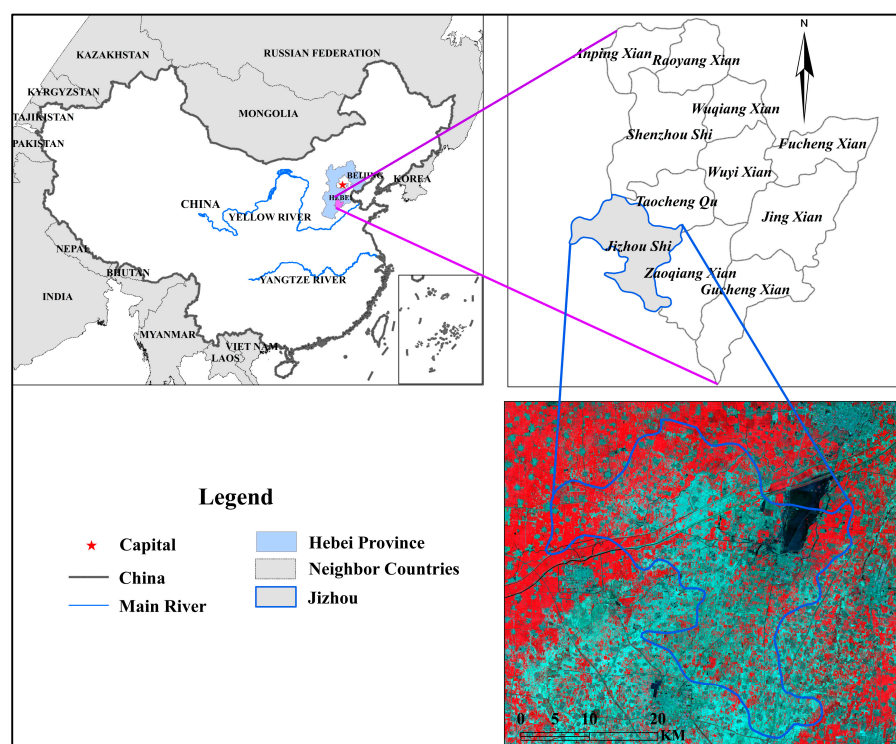 KAZAKHSTAN
RUSSIAN FEDERATION
KYRGYZSTAN
TAJIKISTAN
MONGOLIA
PAKISTAN
BEIJING
KOREA
HEBEI
CHINA
YELLOW RIVER
NEPAL
BHUTAN
YANGTZE RIVER
INDIA
MYANMAR
VIET NAM
LAOS
N
Anping Xian
Raoyang Xian
Wuqiang Xian
Shenzhou Shi
Fucheng Xian
Wuyi Xian
Taocheng Qu
Jing Xian
Jizhou Shi
Zaoqiang Xian
Gucheng Xian
Legend
Capital
China
Main River
Hebei Province
Neighbor Countries
Jizhou
0 5 10 20
KM